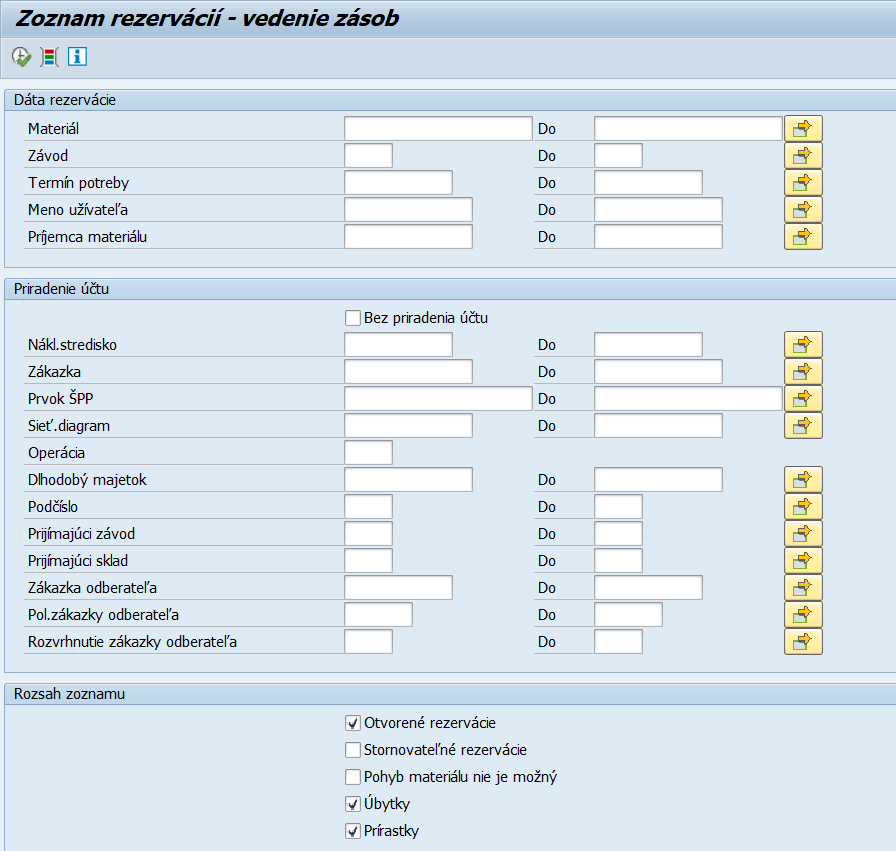 Zoznam rezervácií - vedenie zásob
Dáta rezervácie
Materiál Do
Závod Do
Termín potreby Do
Meno užívateľa Do
Príjemca materiálu Do
Priradenie účtu
Bez priradenia účtu
Nákl.stredisko Do
Zákazka Do
Prvok ŠPP Do
Sieť.diagram Do
Operácia
Dlhodobý majetok Do
Podčíslo Do
Prijímajúci závod Do
Prijímajúci sklad Do
Zákazka odberateľa Do
Pol.zákazky odberateľa Do
Rozvrhnutie zákazky odberateľa Do
Rozsah zoznamu
Otvorené rezervácie
Stornovateľné rezervácie
Pohyb materiálu nie je možný
Úbytky
Prírastky